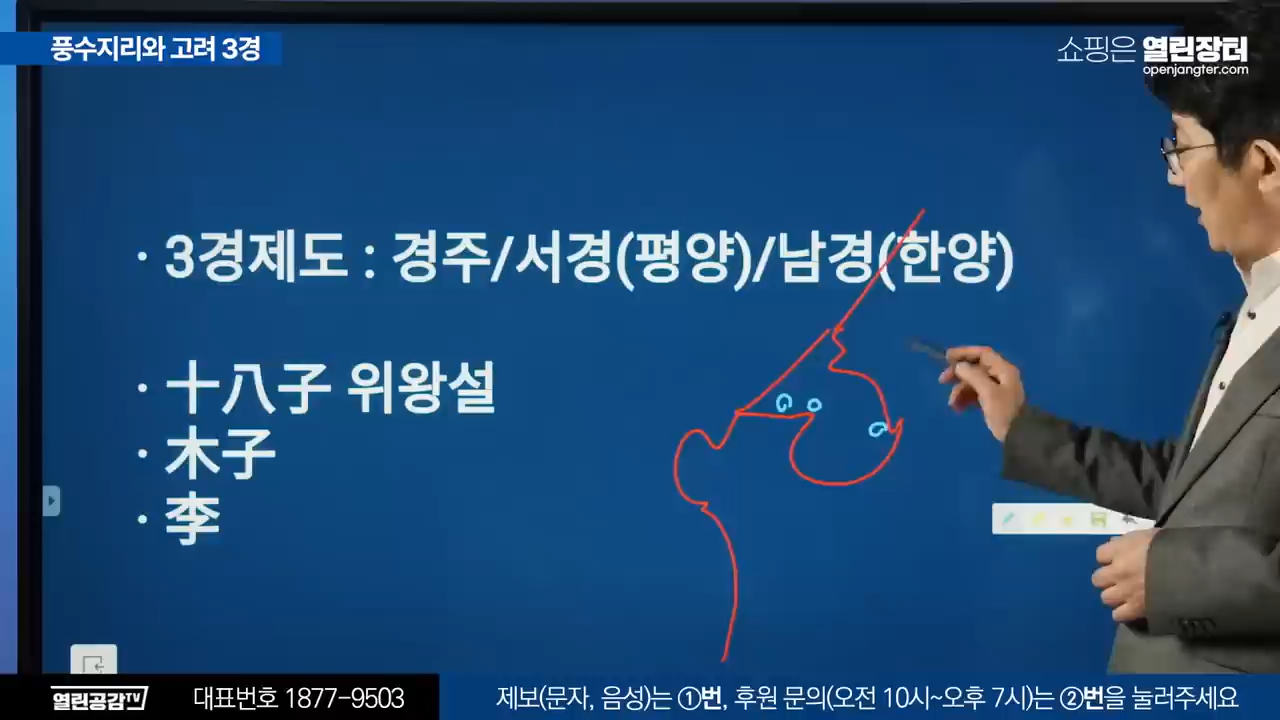 풍수지리와 고려 3경
쇼핑은 열린장터
openjangter.com
· 3경제도 : 경주/서경(평양)/남경(한양)
· 十八子 위왕설
· 木子
· 李
열린공감TV
대표번호 1877-9503
제보(문자, 음성)는 ①번, 후원 문의(오전 10시~오후 7시)는 ②번을 눌러주세요